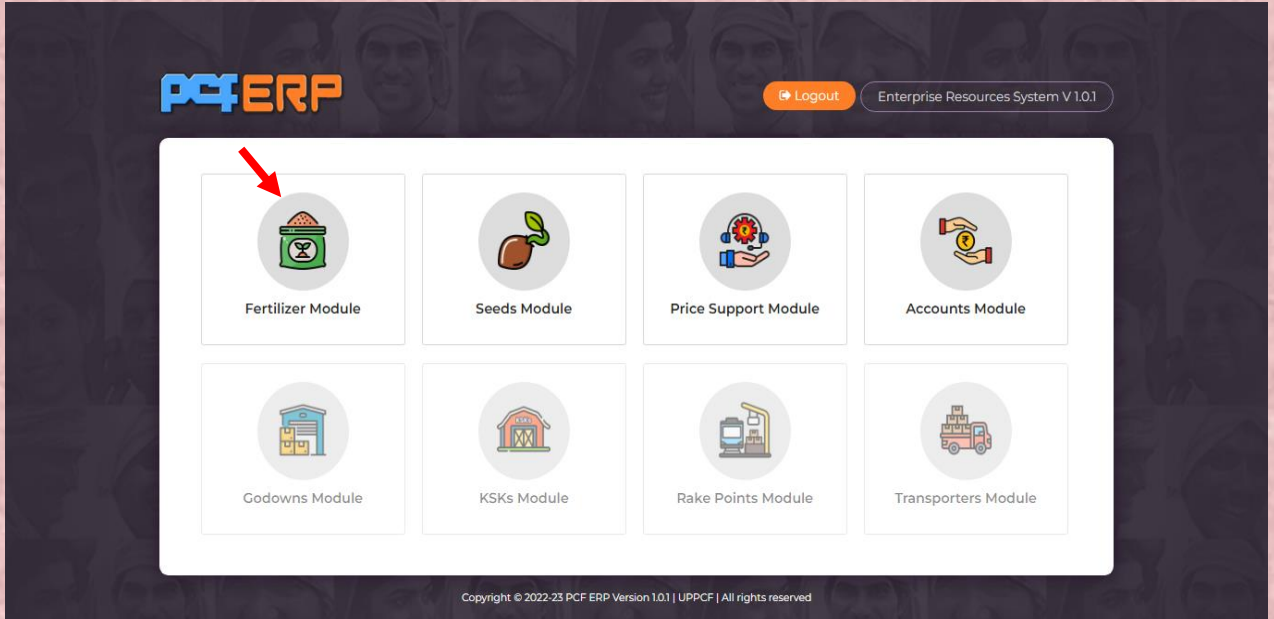 PCF ERP
Logout
Enterprise Resources System V 1.0.1
Fertilizer Module
Seeds Module
Price Support Module
Accounts Module
Godowns Module
KSKs Module
Rake Points Module
Transporters Module
Copyright © 2022-23 PCF ERP Version 1.0.1 | UPPCF | All rights reserved